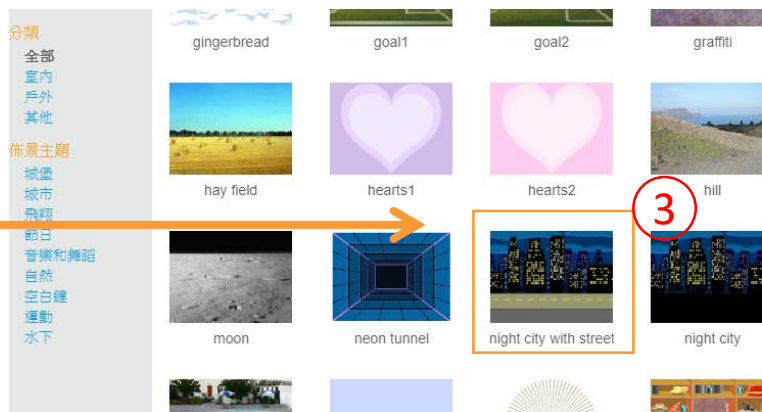 分類
全部
室內
戶外
其他
佈景主題
城堡
城市
飛翔
節日
音樂和舞蹈
自然
空白鍵
運動
水下
gingerbread
goal1
goal2
graffiti
hay field
hearts1
hearts2
hill
3
moon
neon tunnel
night city with street
night city